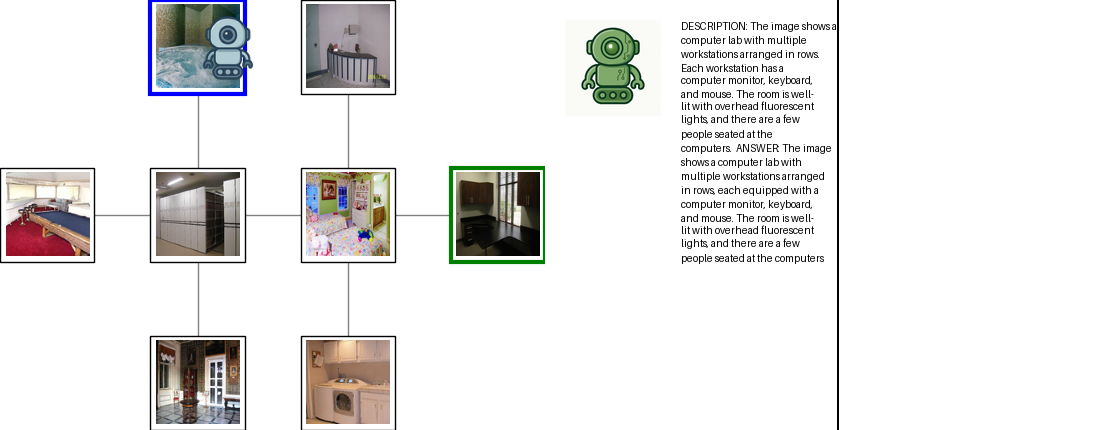 DESCRIPTION: The image shows a
computer lab with multiple
workstations arranged in rows.
Each workstation has a
computer monitor, keyboard,
and mouse. The room is well-
lit with overhead fluorescent
lights, and there are a few
people seated at the
computers.  ANSWER: The image
shows a computer lab with
multiple workstations arranged
in rows, each equipped with a
computer monitor, keyboard,
and mouse. The room is well-
lit with overhead fluorescent
lights, and there are a few
people seated at the computers